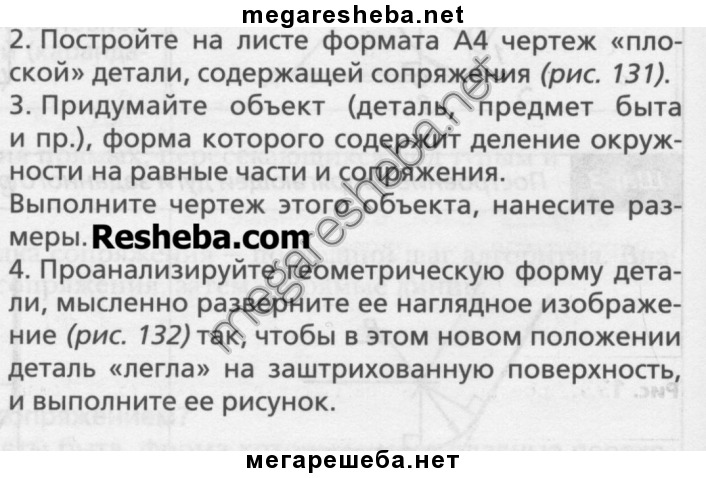 megaresheba.net
2. Постройте на листе формата А4 чертеж «пло-
ской» детали, содержащей сопряжения (рис. 131).
3. Придумайте объект (деталь, предмет быта
и пр.), форма которого содержит деление окруж-
ности на равные части и сопряжения.
Выполните чертеж этого объекта, нанесите раз-
меры. Resheba.com
4. Проанализируйте геометрическую форму дета-
ли, мысленно разверните ее наглядное изображе-
ние (рис. 132) так, чтобы в этом новом положении
деталь «легла» на заштрихованную поверхность,
и выполните ее рисунок.
megaresheba.net
мегарешеба.нет